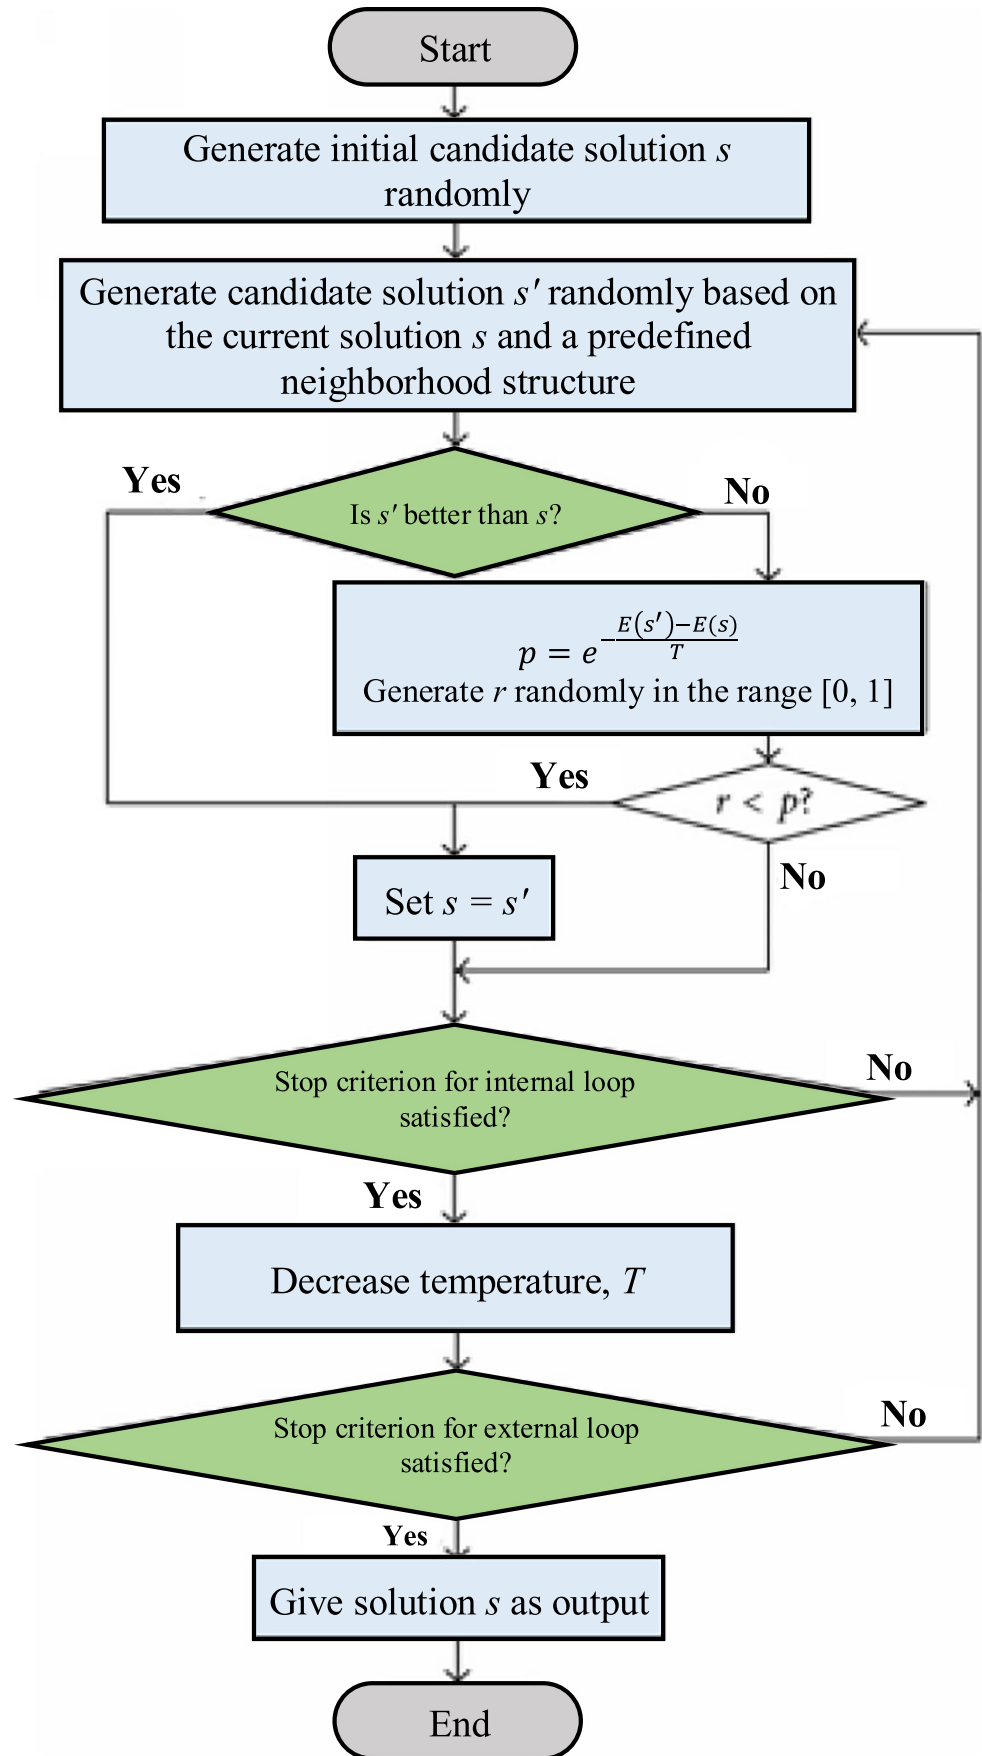 Start
Generate initial candidate solution s
randomly
Generate candidate solution s′ randomly based on
the current solution s and a predefined
neighborhood structure
Yes
No
Is s′ better than s?
p = e^{-\frac{E(s′)−E(s)}{T}}
Generate r randomly in the range [0, 1]
Yes
r < p?
No
Set s = s′
Stop criterion for internal loop
satisfied?
No
Yes
Decrease temperature, T
Stop criterion for external loop
satisfied?
No
Yes
Give solution s as output
End